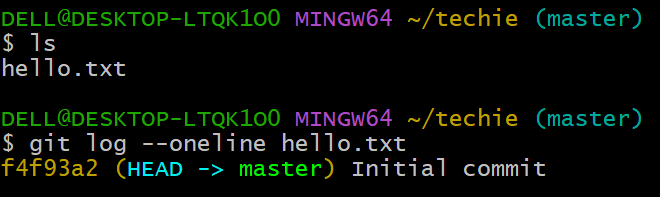 DELL@DESKTOP-LTQK1O0 MINGW64 ~/techie (master)
$ ls
hello.txt
DELL@DESKTOP-LTQK1O0 MINGW64 ~/techie (master)
$ git log --oneline hello.txt
f4f93a2 (HEAD -> master) Initial commit